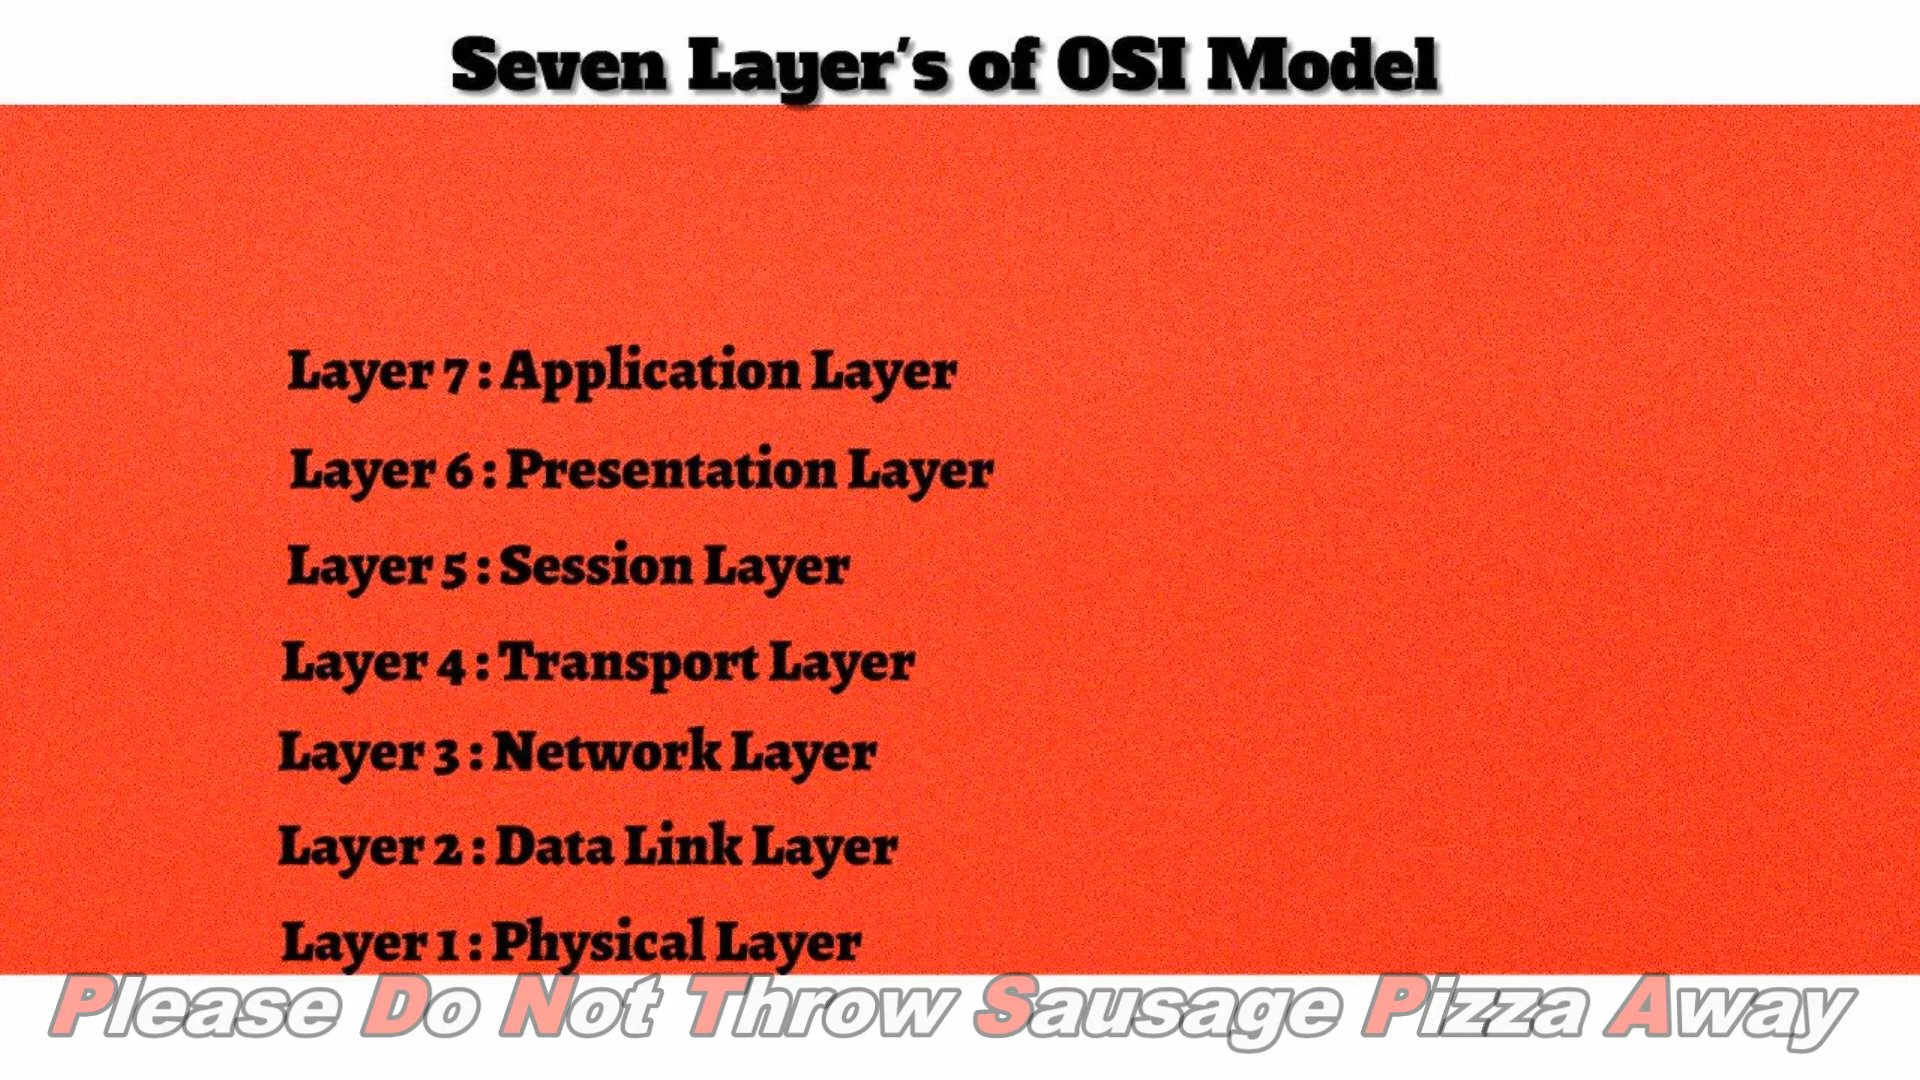 Seven Layer's of OSI Model
Layer 7 : Application Layer
Layer 6 : Presentation Layer
Layer 5 : Session Layer
Layer 4 : Transport Layer
Layer 3 : Network Layer
Layer 2 : Data Link Layer
Layer 1 : Physical Layer
Please Do Not Throw Sausage Pizza Away